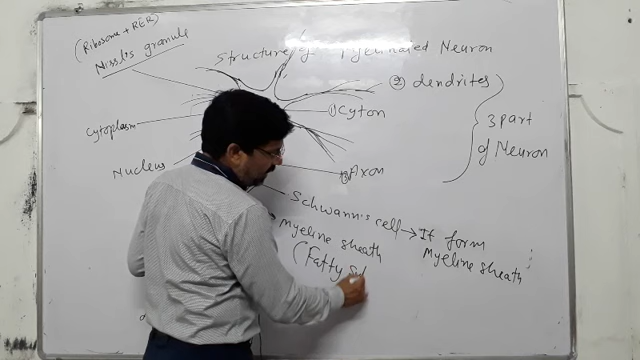 (Ribosome + RER)
Nissl's granule
Structure of Myelinated Neuron
② dendrites
① Cyton
3 part
of Neuron
Cytoplasm
Nucleus
③ Axon
Schwann's cell → It form
Myeline sheath
Myeline sheath
(Fatty